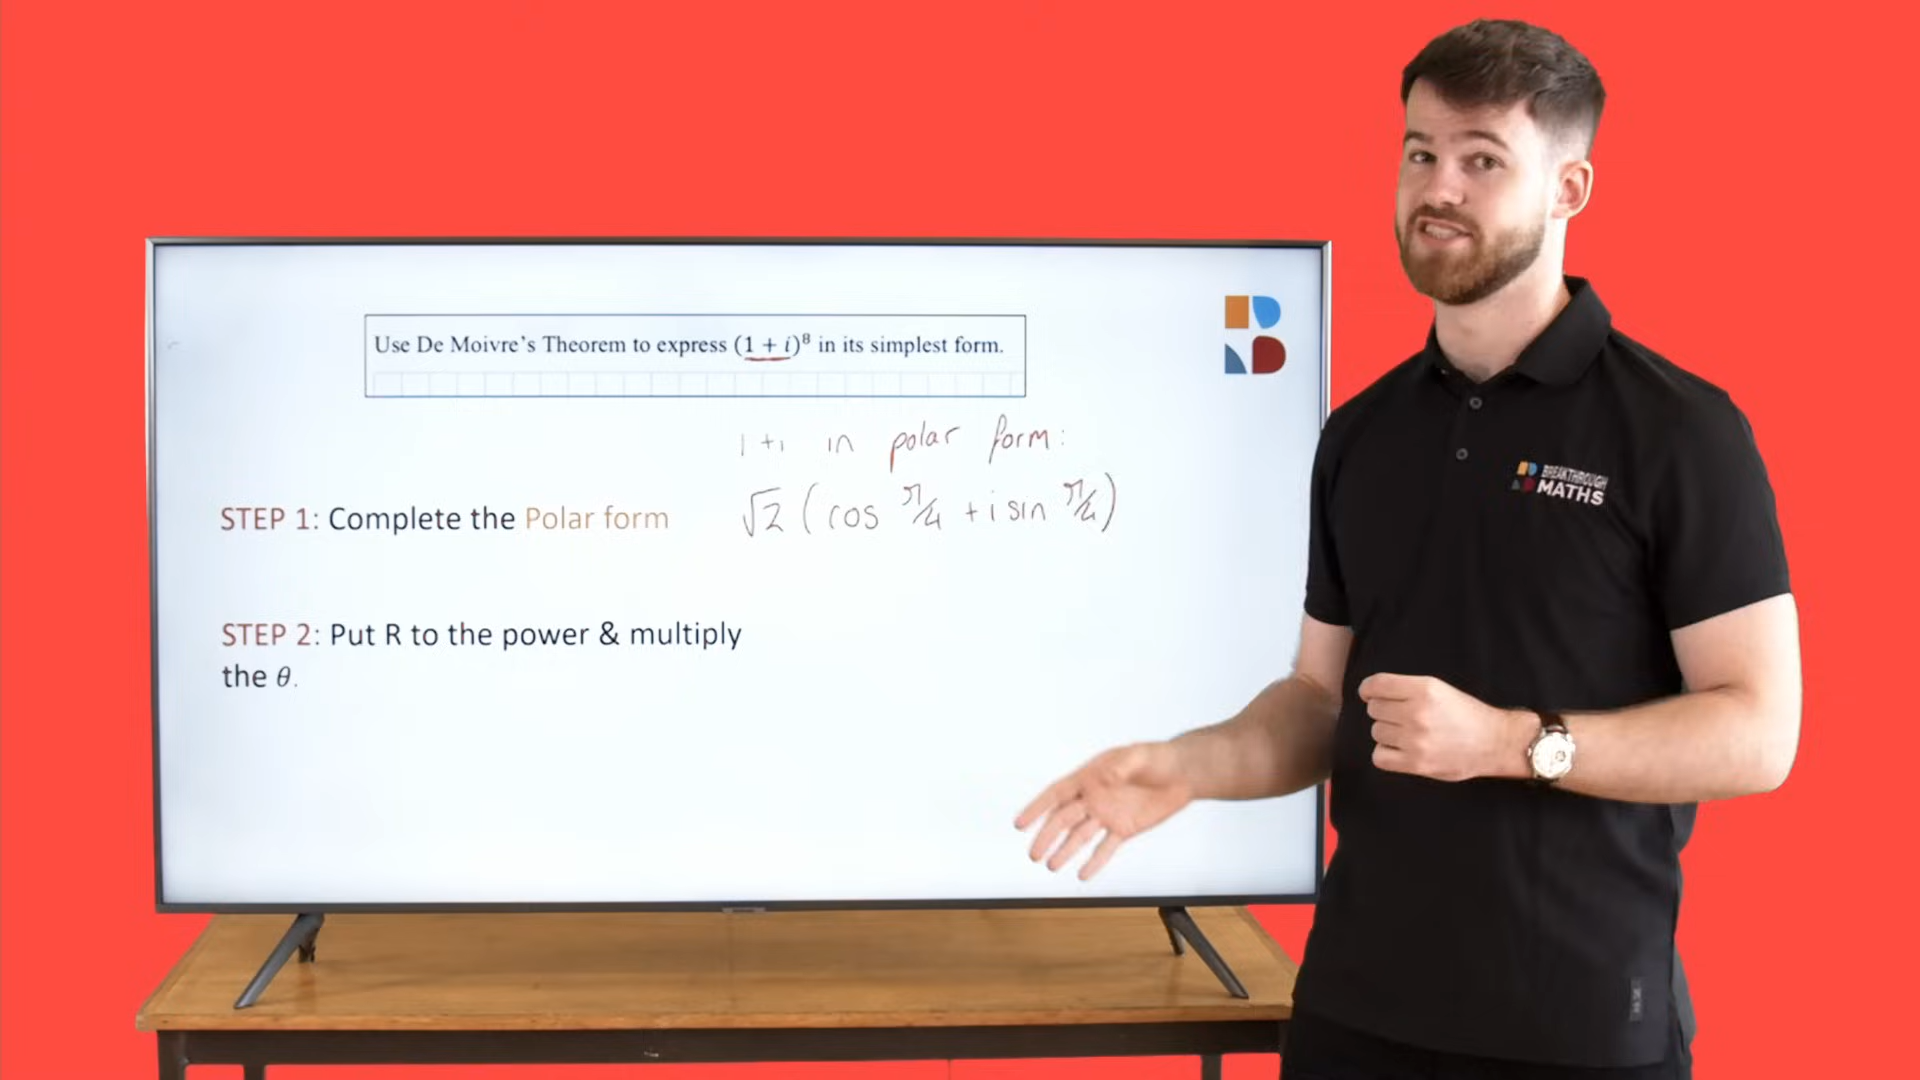 Use De Moivre's Theorem to express (1 + i)⁸ in its simplest form.
1 + i in polar form:
STEP 1: Complete the Polar form
√2 ( cos π/4 + i sin π/4 )
STEP 2: Put R to the power & multiply
the θ.
BREAKTHROUGH
MATHS